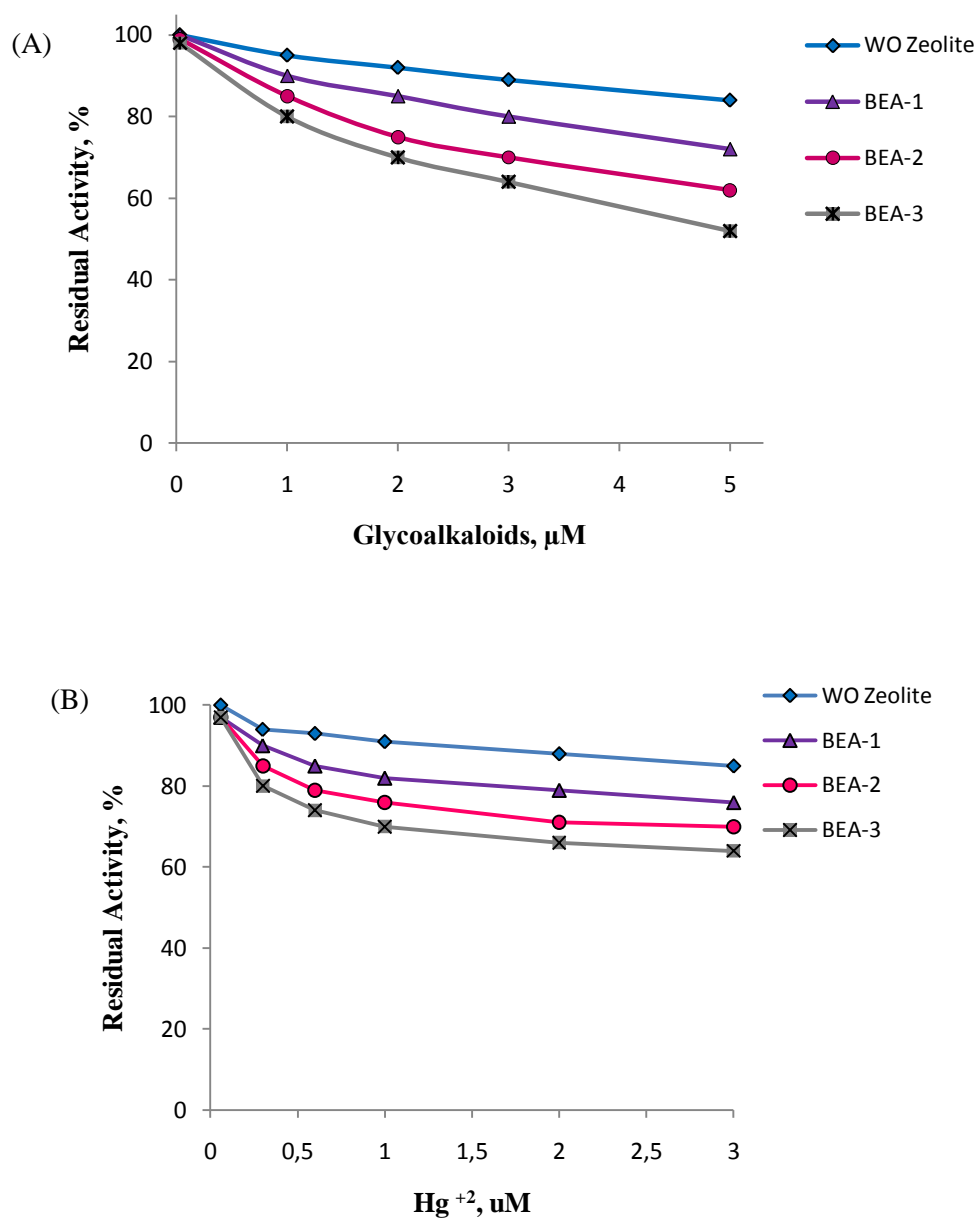 (A)
100
80
60
40
20
0
0 1 2 3 4 5
Residual Activity, %
Glycoalkaloids, µM
WO Zeolite
BEA-1
BEA-2
BEA-3
(B)
100
80
60
40
20
0
0 0,5 1 1,5 2 2,5 3
Residual Activity, %
Hg +2, uM
WO Zeolite
BEA-1
BEA-2
BEA-3